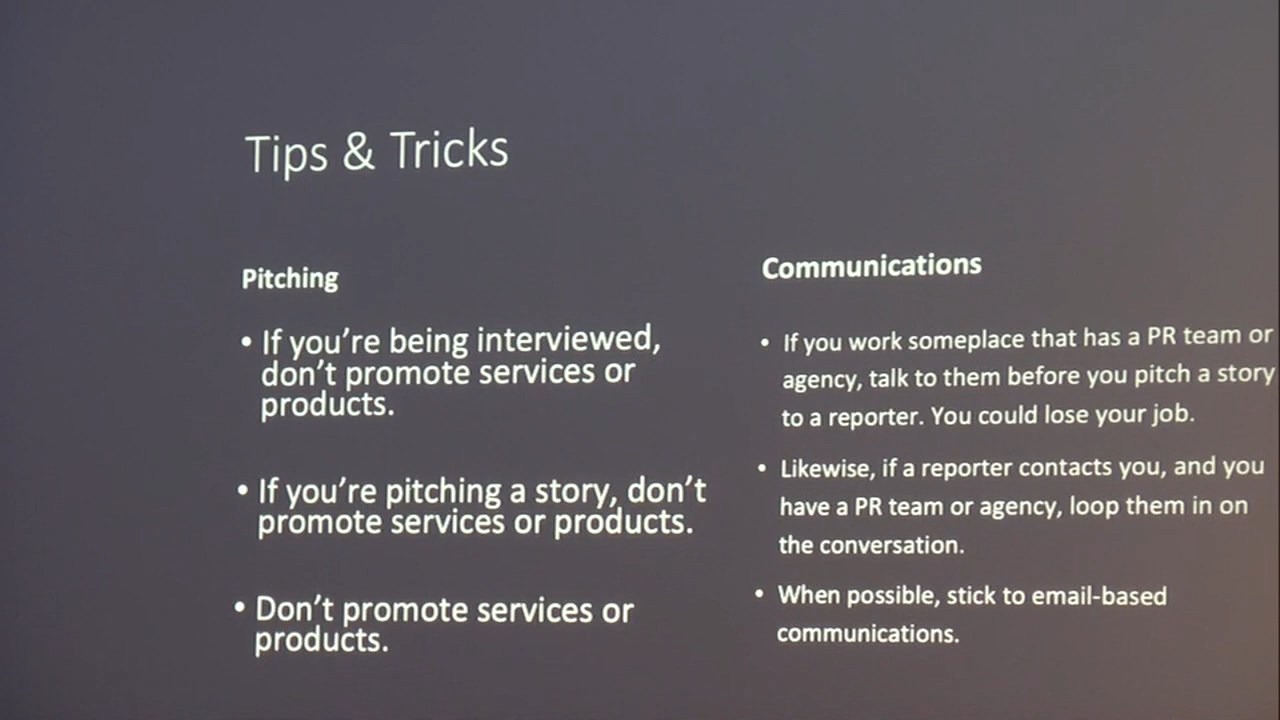 Tips & Tricks
Pitching
• If you're being interviewed,
don't promote services or
products.
• If you're pitching a story, don't
promote services or products.
• Don't promote services or
products.
Communications
• If you work someplace that has a PR team or
agency, talk to them before you pitch a story
to a reporter. You could lose your job.
• Likewise, if a reporter contacts you, and you
have a PR team or agency, loop them in on
the conversation.
• When possible, stick to email-based
communications.